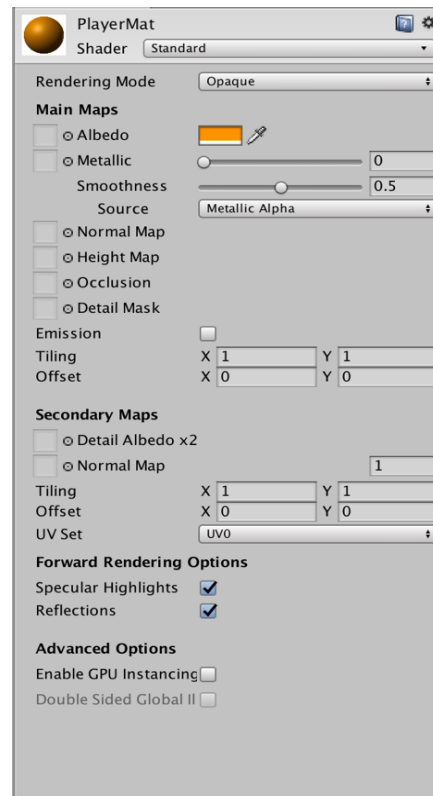 PlayerMat
Shader Standard
Rendering Mode Opaque
Main Maps
Albedo
Metallic 0
Smoothness 0.5
Source Metallic Alpha
Normal Map
Height Map
Occlusion
Detail Mask
Emission
Tiling X 1 Y 1
Offset X 0 Y 0
Secondary Maps
Detail Albedo x2
Normal Map 1
Tiling X 1 Y 1
Offset X 0 Y 0
UV Set UV0
Forward Rendering Options
Specular Highlights
Reflections
Advanced Options
Enable GPU Instancing
Double Sided Global Il